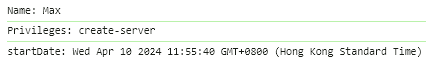 Name: Max
Privileges: create-server
startDate: Wed Apr 10 2024 11:55:40 GMT+0800 (Hong Kong Standard Time)